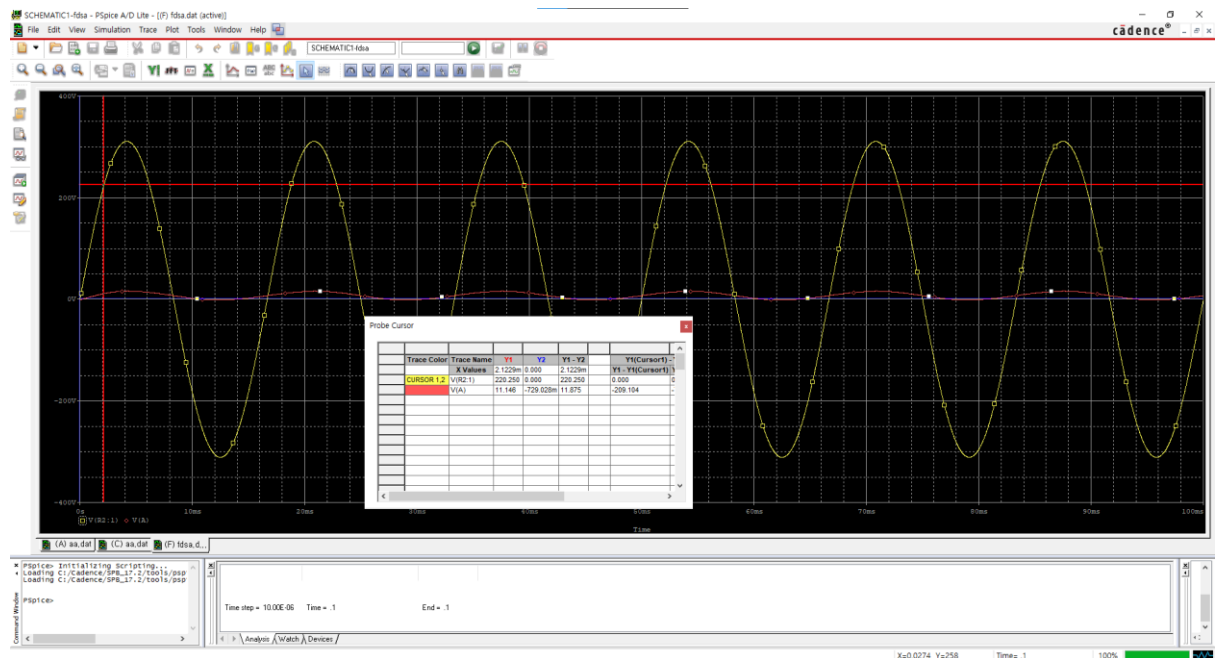 SCHEMATIC1-fdsa - PSpice A/D Lite - [(F) fdsa.dat (active)]
File Edit View Simulation Trace Plot Tools Window Help
cādence®
SCHEMATIC1-fdsa
400V
200V
0V
-200V
-400V
0s 10ms 20ms 30ms 40ms 50ms 60ms 70ms 80ms 90ms 100ms
V(R2:1) V(A)
Time
Probe Cursor
Trace Color Trace Name Y1 Y2 Y1 - Y2 Y1(Cursor1) -
X Values 2.1229m 0.000 2.1229m Y1 - Y1(Cursor1)
CURSOR 1,2 V(R2:1) 220.250 0.000 220.250 0.000
V(A) 11.146 -729.028m 11.875 -209.104
(A) aa,dat (C) aa,dat (F) fdsa,d...
Command Window
PSpice> Initializing Scripting...
Loading C:/Cadence/SPB_17.2/tools/psp
Loading C:/Cadence/SPB_17.2/tools/psp
PSpice>
Time step = 10.00E-06 Time = .1 End = .1
Analysis Watch Devices
X=0.0274 Y=258 Time= .1 100%